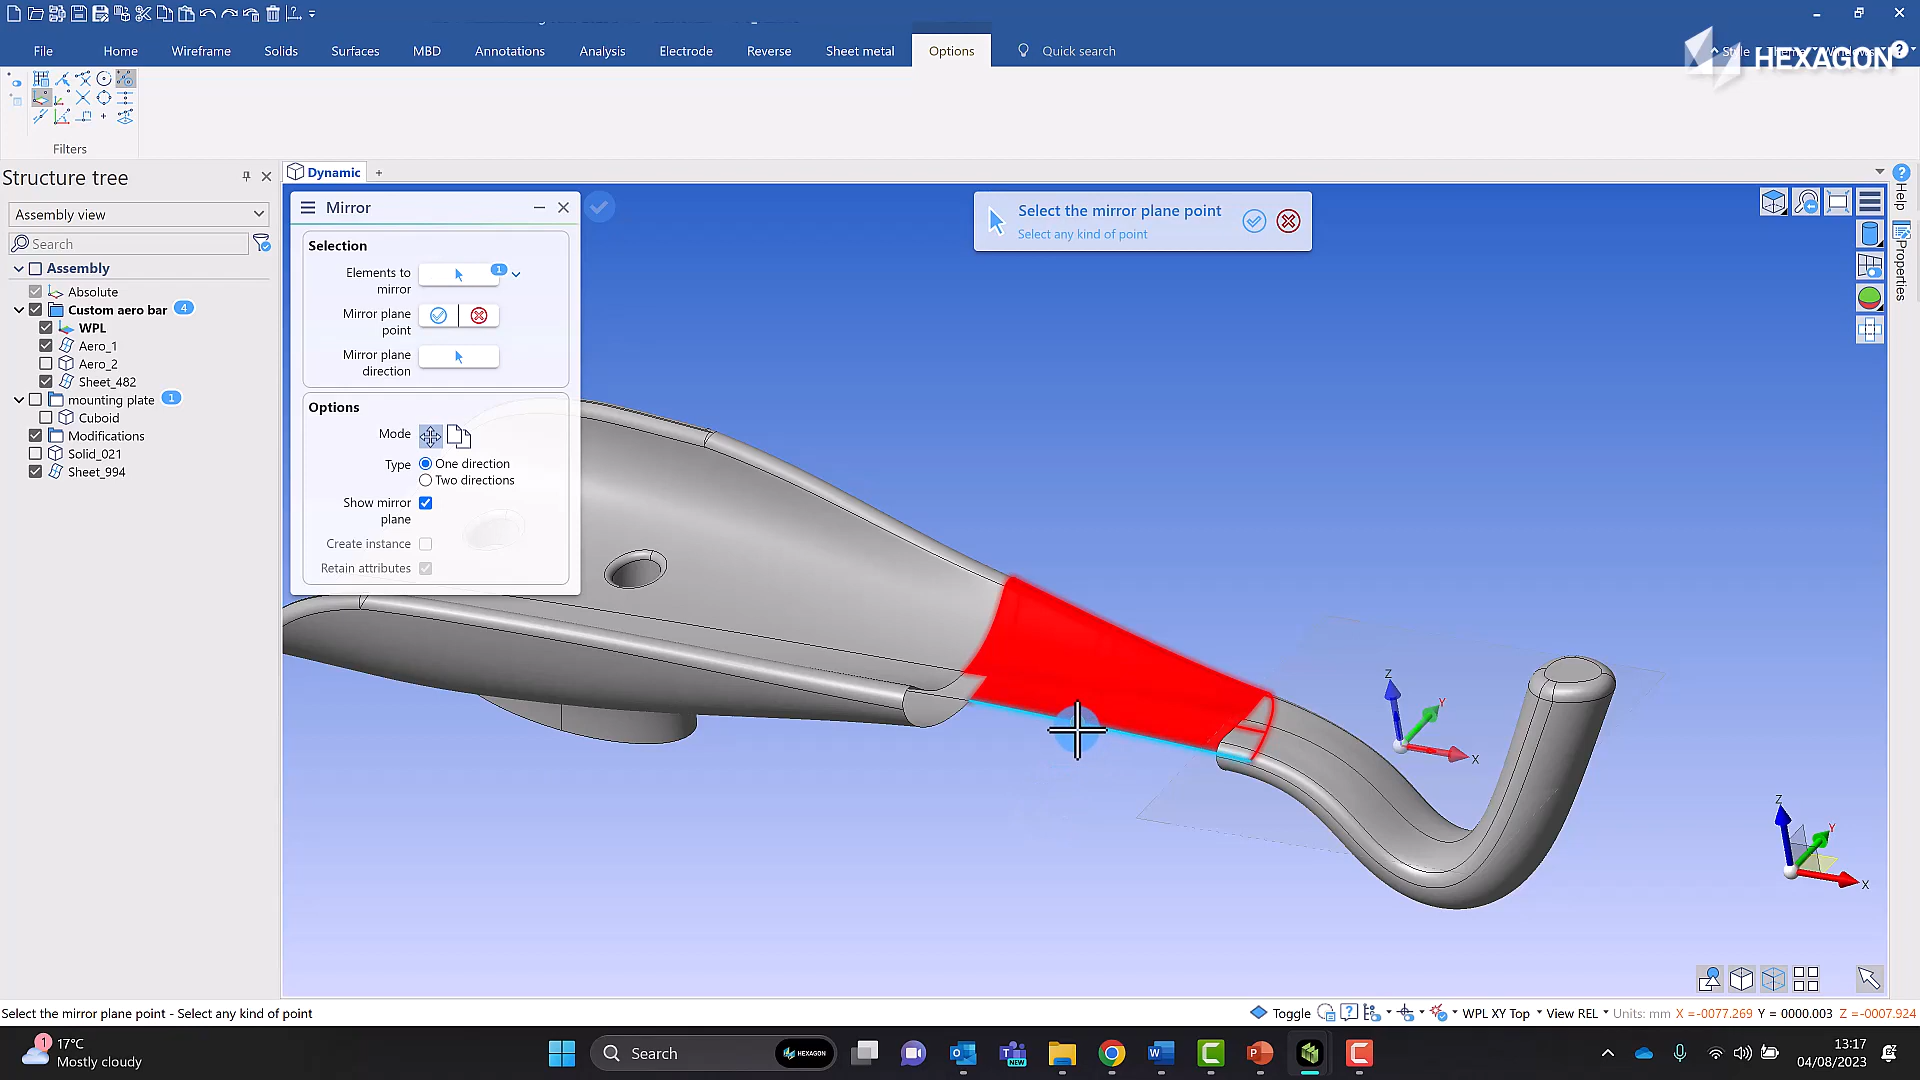 File
Home
Wireframe
Solids
Surfaces
MBD
Annotations
Analysis
Electrode
Reverse
Sheet metal
Options
Quick search
Style
HEXAGON
Filters
Structure tree
Dynamic
+
Assembly view
Search
Assembly
Absolute
Custom aero bar 4
WPL
Aero_1
Aero_2
Sheet_482
mounting plate 1
Cuboid
Modifications
Solid_021
Sheet_994
Mirror
Selection
Elements to
mirror
1
Mirror plane
point
Mirror plane
direction
Options
Mode
Type
One direction
Two directions
Show mirror
plane
Create instance
Retain attributes
Select the mirror plane point
Select any kind of point
Help
Properties
Z
Y
X
Z
Y
X
Select the mirror plane point - Select any kind of point
Toggle
WPL XY Top
View REL
Units: mm X =-0077.269 Y = 0000.003 Z =-0007.924
1
17°C
Mostly cloudy
Search
HEXAGON
NEW
13:17
04/08/2023